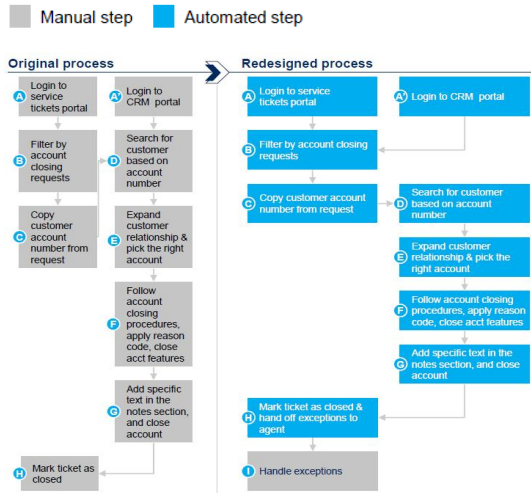 Manual step
Automated step
Original process
Redesigned process
A
Login to
service
tickets portal
A'
Login to
CRM portal
B
Filter by
account
closing
requests
D
Search for
customer
based on
account
number
C
Copy
customer
account
number from
request
E
Expand
customer
relationship &
pick the right
account
F
Follow
account
closing
procedures,
apply reason
code, close
acct features
G
Add specific
text in the
notes section,
and close
account
H
Mark ticket as
closed
A
Login to service
tickets portal
A'
Login to CRM portal
B
Filter by account closing
requests
C
Copy customer account
number from request
D
Search for customer
based on account
number
E
Expand customer
relationship & pick the
right account
F
Follow account closing
procedures, apply reason
code, close acct features
G
Add specific text in the
notes section, and close
account
H
Mark ticket as closed &
hand off exceptions to
agent
I
Handle exceptions